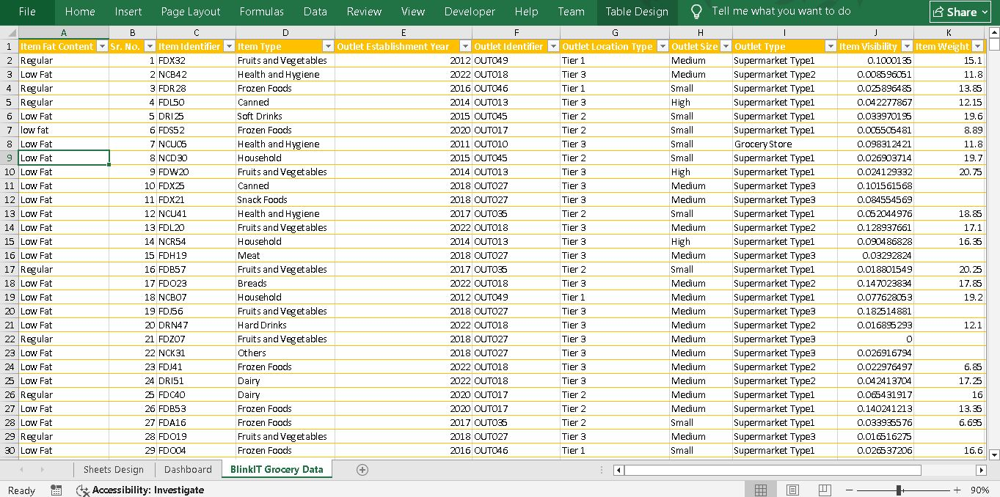 File Home Insert Page Layout Formulas Data Review View Developer Help Team Table Design Tell me what you want to do Share
A B C D E F G H I J K
1 Item Fat Content Sr. No. Item Identifier Item Type Outlet Establishment Year Outlet Identifier Outlet Location Type Outlet Size Outlet Type Item Visibility Item Weight
2 Regular 1 FDX32 Fruits and Vegetables 2012 OUT049 Tier 1 Medium Supermarket Type1 0.1000135 15.1
3 Low Fat 2 NCB42 Health and Hygiene 2022 OUT018 Tier 3 Medium Supermarket Type2 0.008596051 11.8
4 Regular 3 FDR28 Frozen Foods 2016 OUT046 Tier 1 Small Supermarket Type1 0.025896485 13.85
5 Regular 4 FDL50 Canned 2014 OUT013 Tier 3 High Supermarket Type1 0.042277867 12.15
6 Low Fat 5 DRI25 Soft Drinks 2015 OUT045 Tier 2 Small Supermarket Type1 0.033970195 19.6
7 low fat 6 FDS52 Frozen Foods 2020 OUT017 Tier 2 Small Supermarket Type1 0.005505481 8.89
8 Low Fat 7 NCU05 Health and Hygiene 2011 OUT010 Tier 3 Small Grocery Store 0.098312421 11.8
9 Low Fat 8 NCD30 Household 2015 OUT045 Tier 2 Small Supermarket Type1 0.026903714 19.7
10 Low Fat 9 FDW20 Fruits and Vegetables 2014 OUT013 Tier 3 High Supermarket Type1 0.024129332 20.75
11 Low Fat 10 FDX25 Canned 2018 OUT027 Tier 3 Medium Supermarket Type3 0.101561568
12 Low Fat 11 FDX21 Snack Foods 2018 OUT027 Tier 3 Medium Supermarket Type3 0.084554569
13 Low Fat 12 NCU41 Health and Hygiene 2017 OUT035 Tier 2 Small Supermarket Type1 0.052044976 18.85
14 Low Fat 13 FDL20 Fruits and Vegetables 2022 OUT018 Tier 3 Medium Supermarket Type2 0.128937661 17.1
15 Low Fat 14 NCR54 Household 2014 OUT013 Tier 3 High Supermarket Type1 0.090486828 16.35
16 Low Fat 15 FDH19 Meat 2018 OUT027 Tier 3 Medium Supermarket Type3 0.03292824
17 Regular 16 FDB57 Fruits and Vegetables 2017 OUT035 Tier 2 Small Supermarket Type1 0.018801549 20.25
18 Low Fat 17 FDO23 Breads 2022 OUT018 Tier 3 Medium Supermarket Type2 0.147023834 17.85
19 Low Fat 18 NCB07 Household 2012 OUT049 Tier 1 Medium Supermarket Type1 0.077628053 19.2
20 Low Fat 19 FDJ56 Fruits and Vegetables 2018 OUT027 Tier 3 Medium Supermarket Type3 0.182514881
21 Low Fat 20 DRN47 Hard Drinks 2022 OUT018 Tier 3 Medium Supermarket Type2 0.016895293 12.1
22 Regular 21 FDZ07 Fruits and Vegetables 2018 OUT027 Tier 3 Medium Supermarket Type3 0
23 Low Fat 22 NCK31 Others 2018 OUT027 Tier 3 Medium Supermarket Type3 0.026916794
24 Low Fat 23 FDJ41 Frozen Foods 2022 OUT018 Tier 3 Medium Supermarket Type2 0.022976497 6.85
25 Low Fat 24 DRI51 Dairy 2022 OUT018 Tier 3 Medium Supermarket Type2 0.042413704 17.25
26 Regular 25 FDC40 Dairy 2020 OUT017 Tier 2 Medium Supermarket Type1 0.065431917 16
27 Low Fat 26 FDB53 Frozen Foods 2020 OUT017 Tier 2 Medium Supermarket Type1 0.140241213 13.35
28 Low Fat 27 FDA16 Frozen Foods 2017 OUT035 Tier 2 Small Supermarket Type1 0.033935576 6.695
29 Regular 28 FDO19 Fruits and Vegetables 2018 OUT027 Tier 3 Medium Supermarket Type3 0.016516275
30 Low Fat 29 FDO04 Frozen Foods 2016 OUT046 Tier 1 Small Supermarket Type1 0.026537206 16.6
Sheets Design Dashboard BlinkIT Grocery Data
Ready Accessibility: Investigate 90%